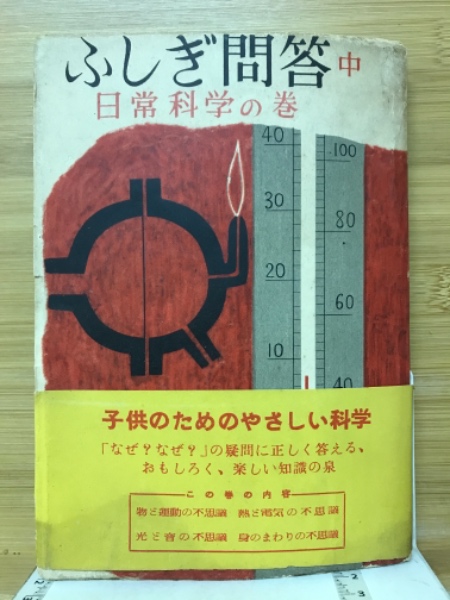 ふしぎ問答 中
日常科学の巻
40 100
30 80
20 60
10 40
子供のためのやさしい科学
「なぜ?なぜ?」の疑問に正しく答える、
おもしろく、楽しい知識の泉
この巻の内容
物と運動の不思議 熱と電気の不思議
光と音の不思議 身のまわりの不思議
2
3